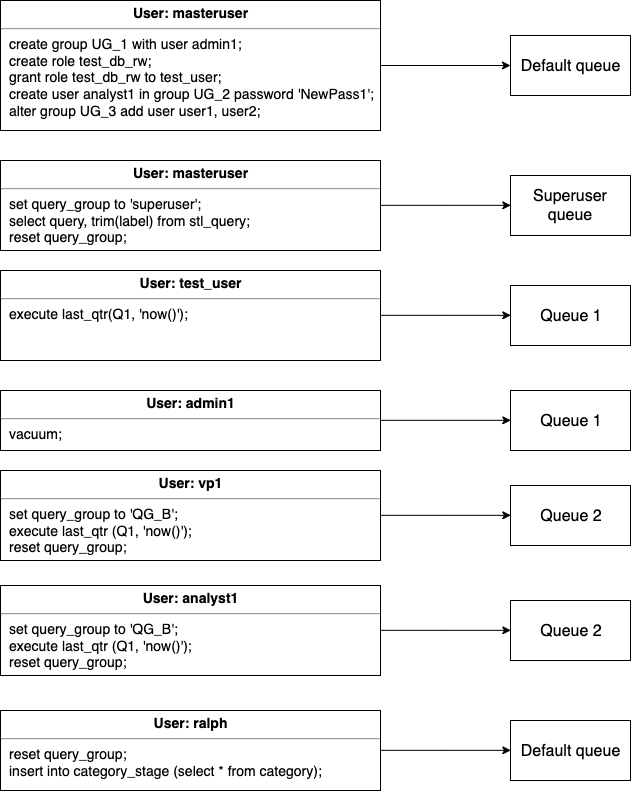 User: masteruser
create group UG_1 with user admin1;
create role test_db_rw;
grant role test_db_rw to test_user;
create user analyst1 in group UG_2 password 'NewPass1';
alter group UG_3 add user user1, user2;
Default queue
User: masteruser
set query_group to 'superuser';
select query, trim(label) from stl_query;
reset query_group;
Superuser
queue
User: test_user
execute last_qtr(Q1, 'now()');
Queue 1
User: admin1
vacuum;
Queue 1
User: vp1
set query_group to 'QG_B';
execute last_qtr (Q1, 'now()');
reset query_group;
Queue 2
User: analyst1
set query_group to 'QG_B';
execute last_qtr (Q1, 'now()');
reset query_group;
Queue 2
User: ralph
reset query_group;
insert into category_stage (select * from category);
Default queue